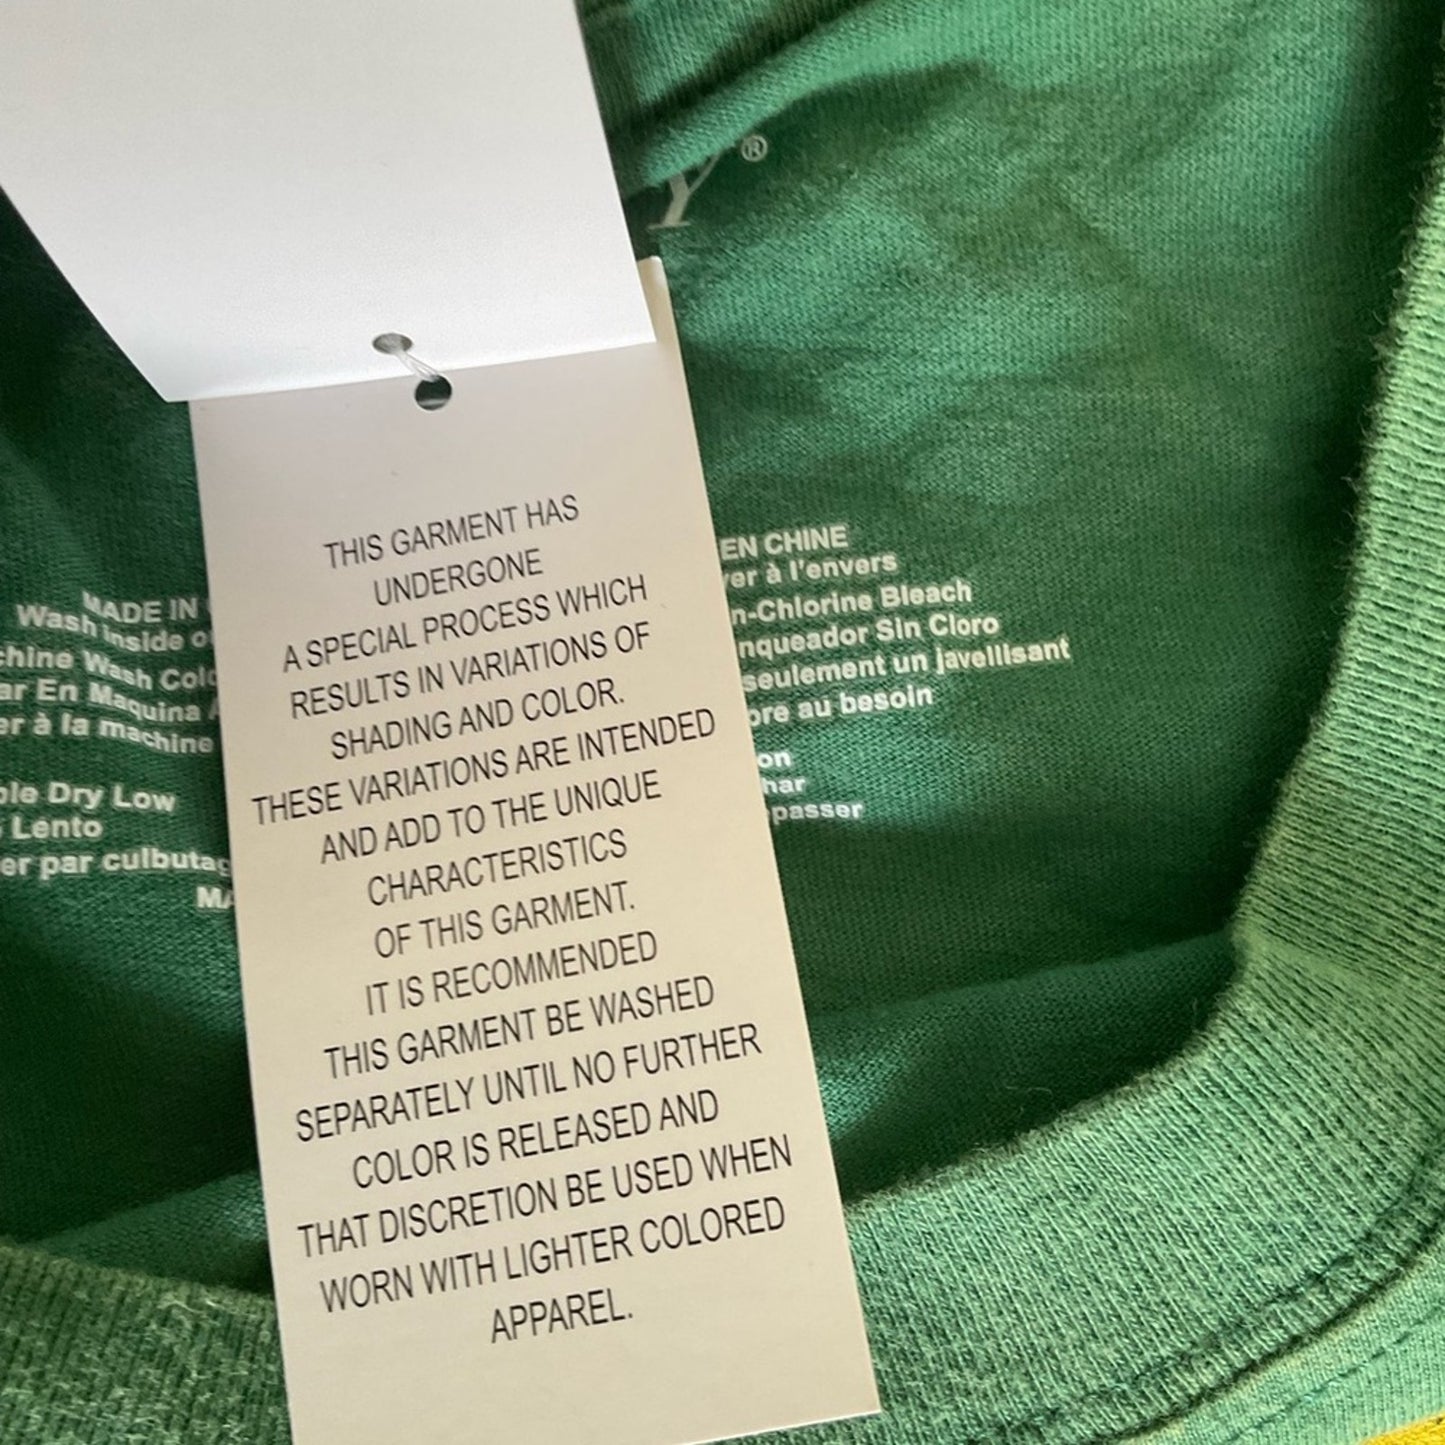 Y®
THIS GARMENT HAS
UNDERGONE
A SPECIAL PROCESS WHICH
RESULTS IN VARIATIONS OF
SHADING AND COLOR.
THESE VARIATIONS ARE INTENDED
AND ADD TO THE UNIQUE
CHARACTERISTICS
OF THIS GARMENT.
IT IS RECOMMENDED
THIS GARMENT BE WASHED
SEPARATELY UNTIL NO FURTHER
COLOR IS RELEASED AND
THAT DISCRETION BE USED WHEN
WORN WITH LIGHTER COLORED
APPAREL.
MADE IN
Wash Inside o
chine Wash Cold
ar En Maquina A
er à la machine
ble Dry Low
Lento
er par culbutag
MA
EN CHINE
ver à l'envers
n-Chlorine Bleach
nqueador Sin Cloro
seulement un javellisant
ore au besoin
on
har
passer